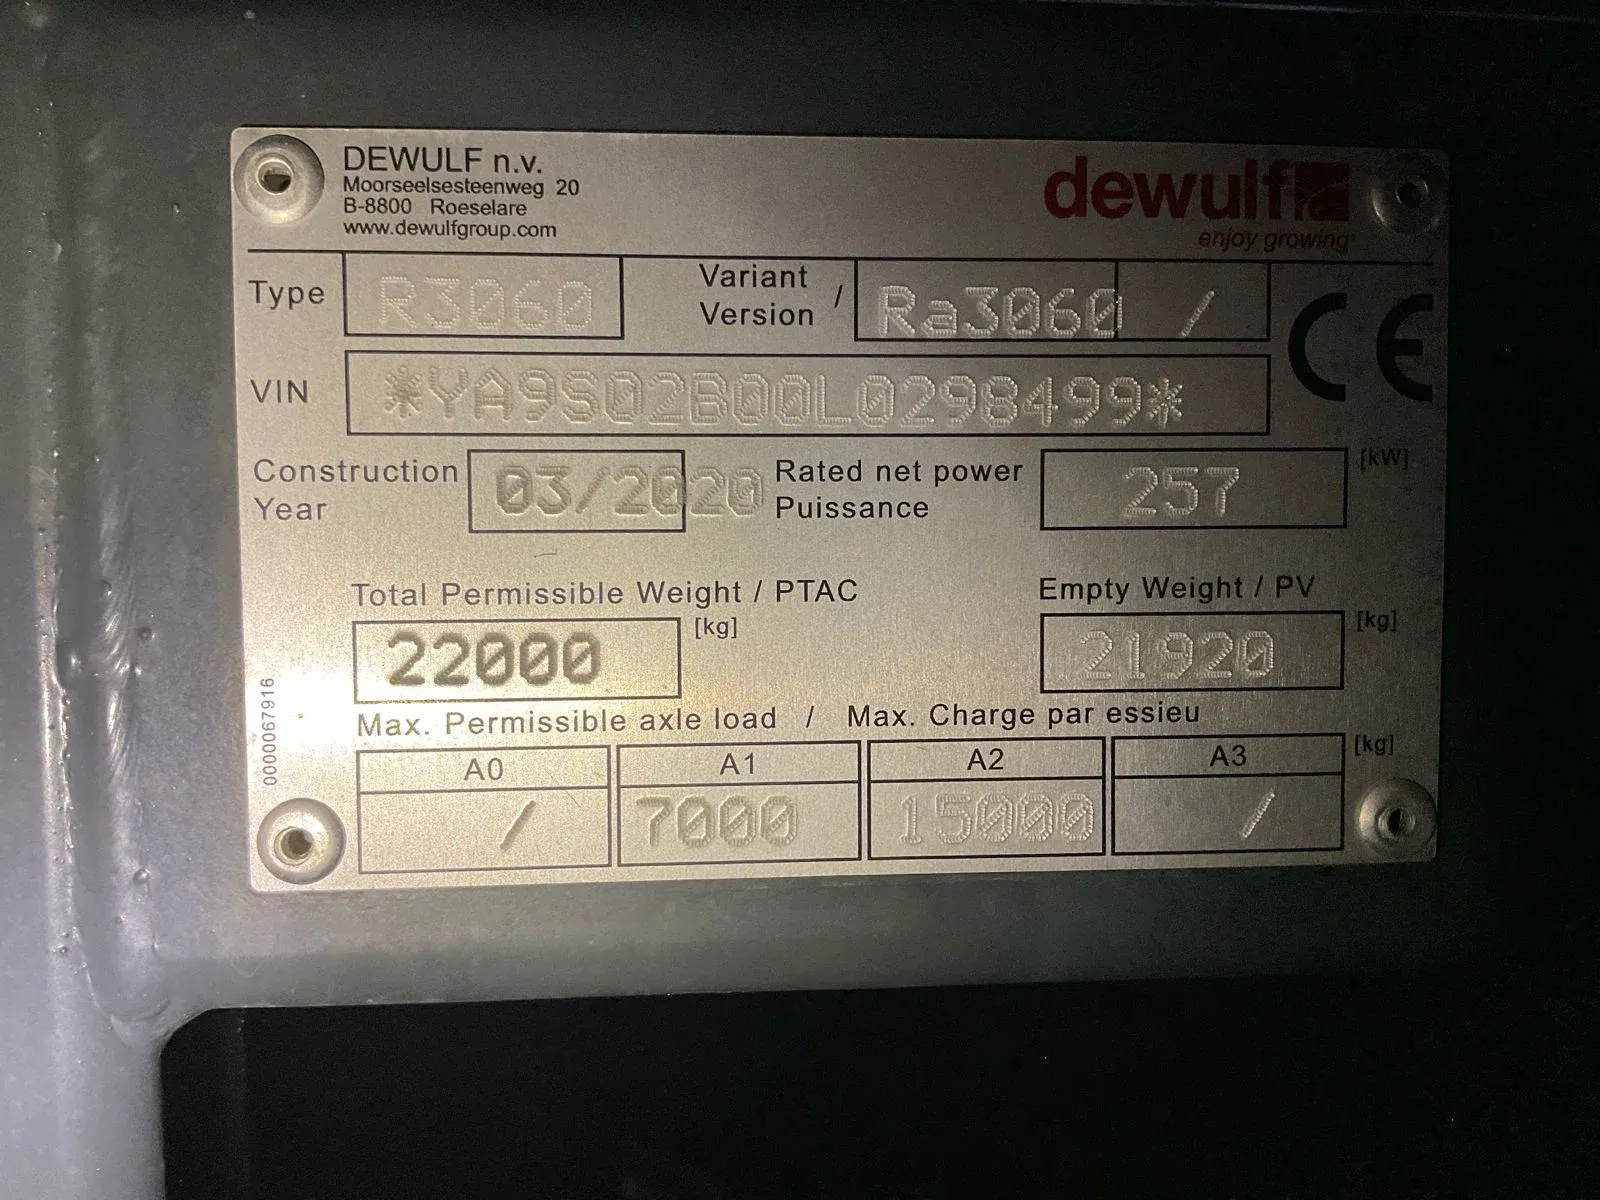 DEWULF n.v.
Moorseelsesteenweg 20
B-8800 Roeselare
www.dewulfgroup.com
dewulf
enjoy growing
Type R3060 Variant / Version Ra3060 /
CE
VIN *YA9S02B00L0298499*
Construction Year 03/2020 Rated net power Puissance 257 [kW]
Total Permissible Weight / PTAC Empty Weight / PV
22000 [kg] 21920 [kg]
Max. Permissible axle load / Max. Charge par essieu
A0 A1 A2 A3 [kg]
/ 7000 15000 /
0000067916